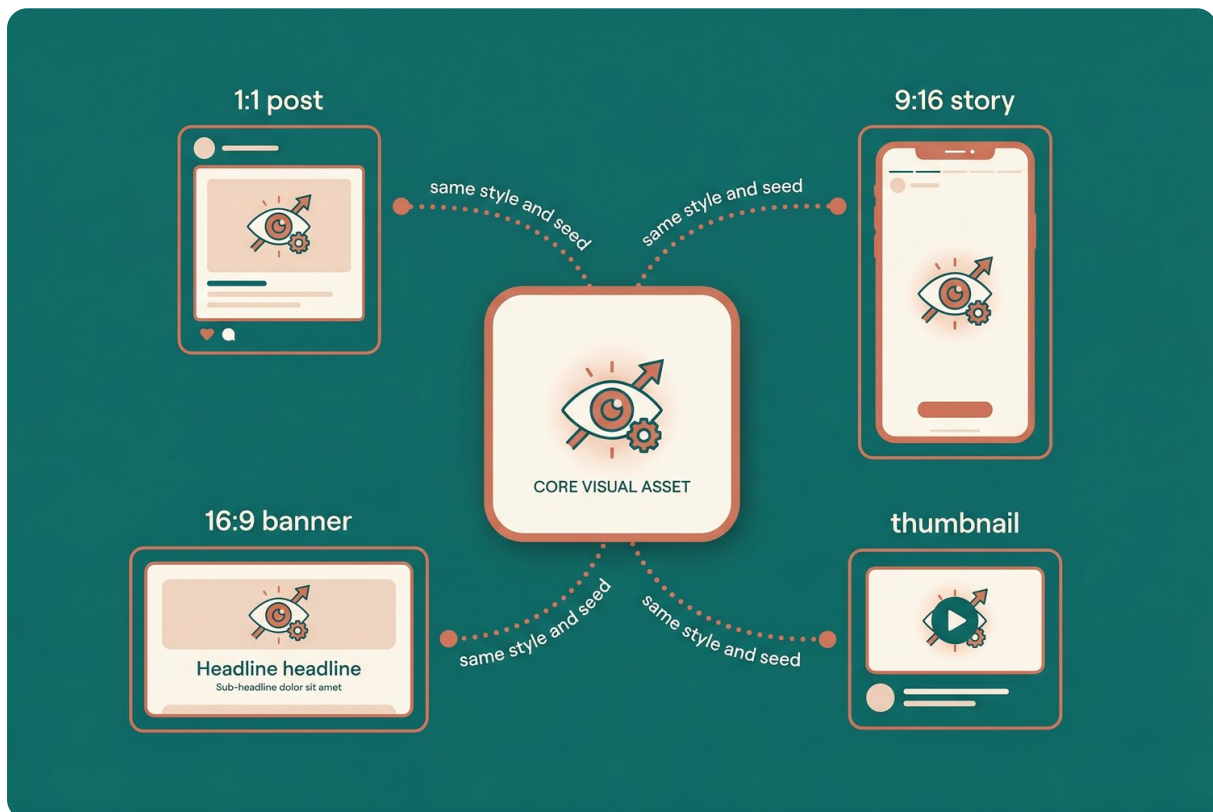 1:1 post
9:16 story
same style and seed
same style and seed
CORE VISUAL ASSET
16:9 banner
thumbnail
same style and seed
same style and seed
Headline headline
Sub-headline dolor sit amet